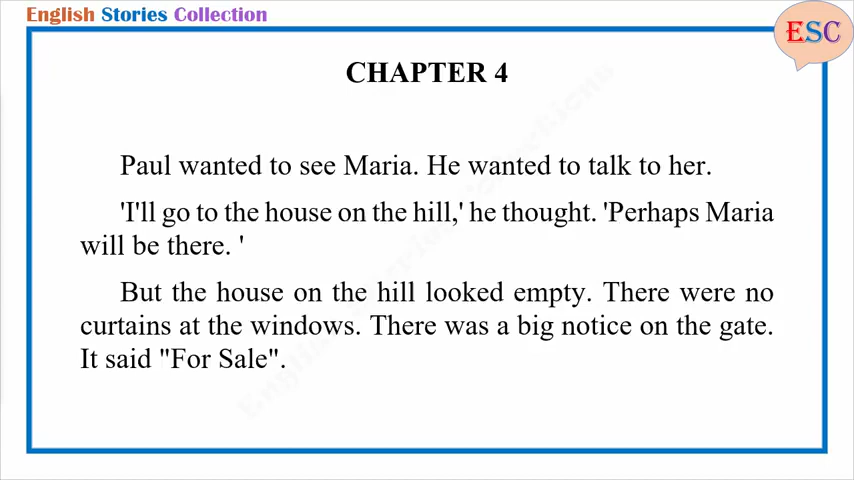 English Stories Collection
ESC
CHAPTER 4
Paul wanted to see Maria. He wanted to talk to her.
'I'll go to the house on the hill,' he thought. 'Perhaps Maria
will be there. '
But the house on the hill looked empty. There were no
curtains at the windows. There was a big notice on the gate.
It said "For Sale".
English Stories Collections